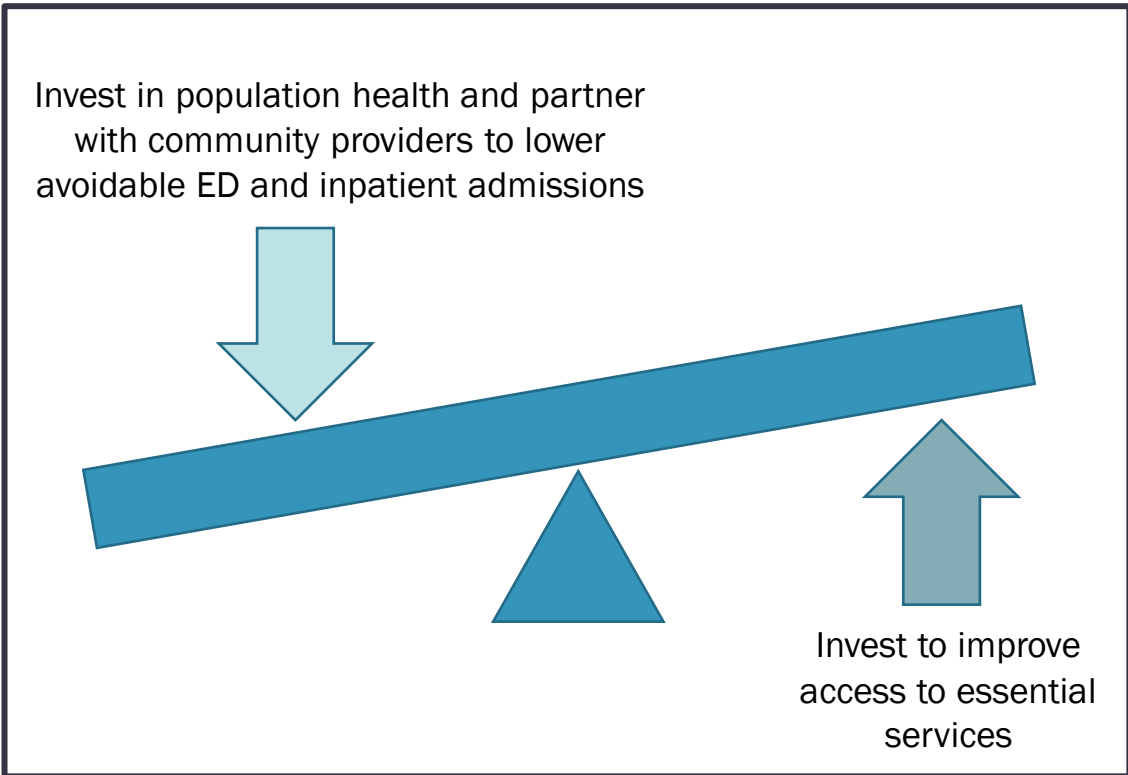 Invest in population health and partner
with community providers to lower
avoidable ED and inpatient admissions
Invest to improve
access to essential
services